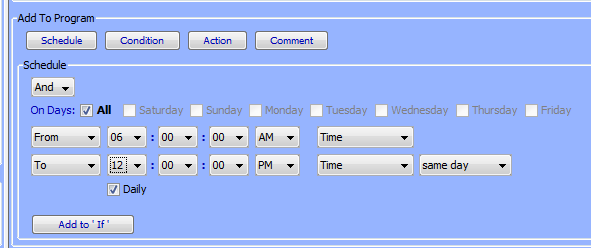 Add To Program
Schedule Condition Action Comment
Schedule
And
On Days: All Saturday Sunday Monday Tuesday Wednesday Thursday Friday
From 06 : 00 : 00 AM Time
To 12 : 00 : 00 PM Time same day
Daily
Add to ' If '